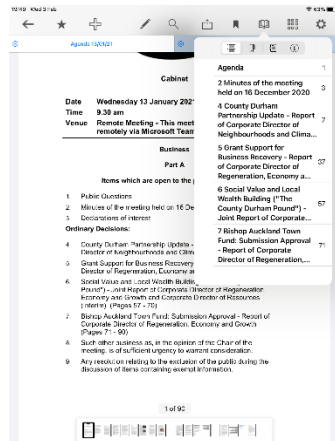 Wed 3 Feb
63%
Agenda 13/01/21
Cabinet
Date Wednesday 13 January 202
Time 9.30 am
Venue Remote Meeting - This meet
remotely via Microsoft Team
Business
Part A
Items which are open to the
1. Public Questions
2. Minutes of the meeting held on 16 De
3. Declarations of interest
Ordinary Decisions:
4. County Durham Partnership Update -
Director of Neighbourhoods and Clim
5. Grant Support for Business Recovery
Director of Regeneration, Economy ar
6. Social Value and Local Wealth Buildin
Pound") - Joint Report of Corporate Director of Regeneration,
Economy and Growth and Corporate Director of Resources
(Interim) (Pages 57 - 70)
7. Bishop Auckland Town Fund: Submission Approval - Report of
Corporate Director of Regeneration, Economy and Growth
(Pages 71 - 90)
8. Such other business as, in the opinion of the Chair of the
meeting, is of sufficient urgency to warrant consideration.
9. Any resolution relating to the exclusion of the public during the
discussion of items containing exempt information.
Agenda 1
2 Minutes of the meeting
held on 16 December 2020 3
4 County Durham
Partnership Update - Report 7
of Corporate Director of
Neighbourhoods and Clima...
5 Grant Support for
Business Recovery - Report 37
of Corporate Director of
Regeneration, Economy a...
6 Social Value and Local
Wealth Building ("The 57
County Durham Pound") -
Joint Report of Corporate...
7 Bishop Auckland Town
Fund: Submission Approval 71
- Report of Corporate
Director of Regeneration,...
1 of 90